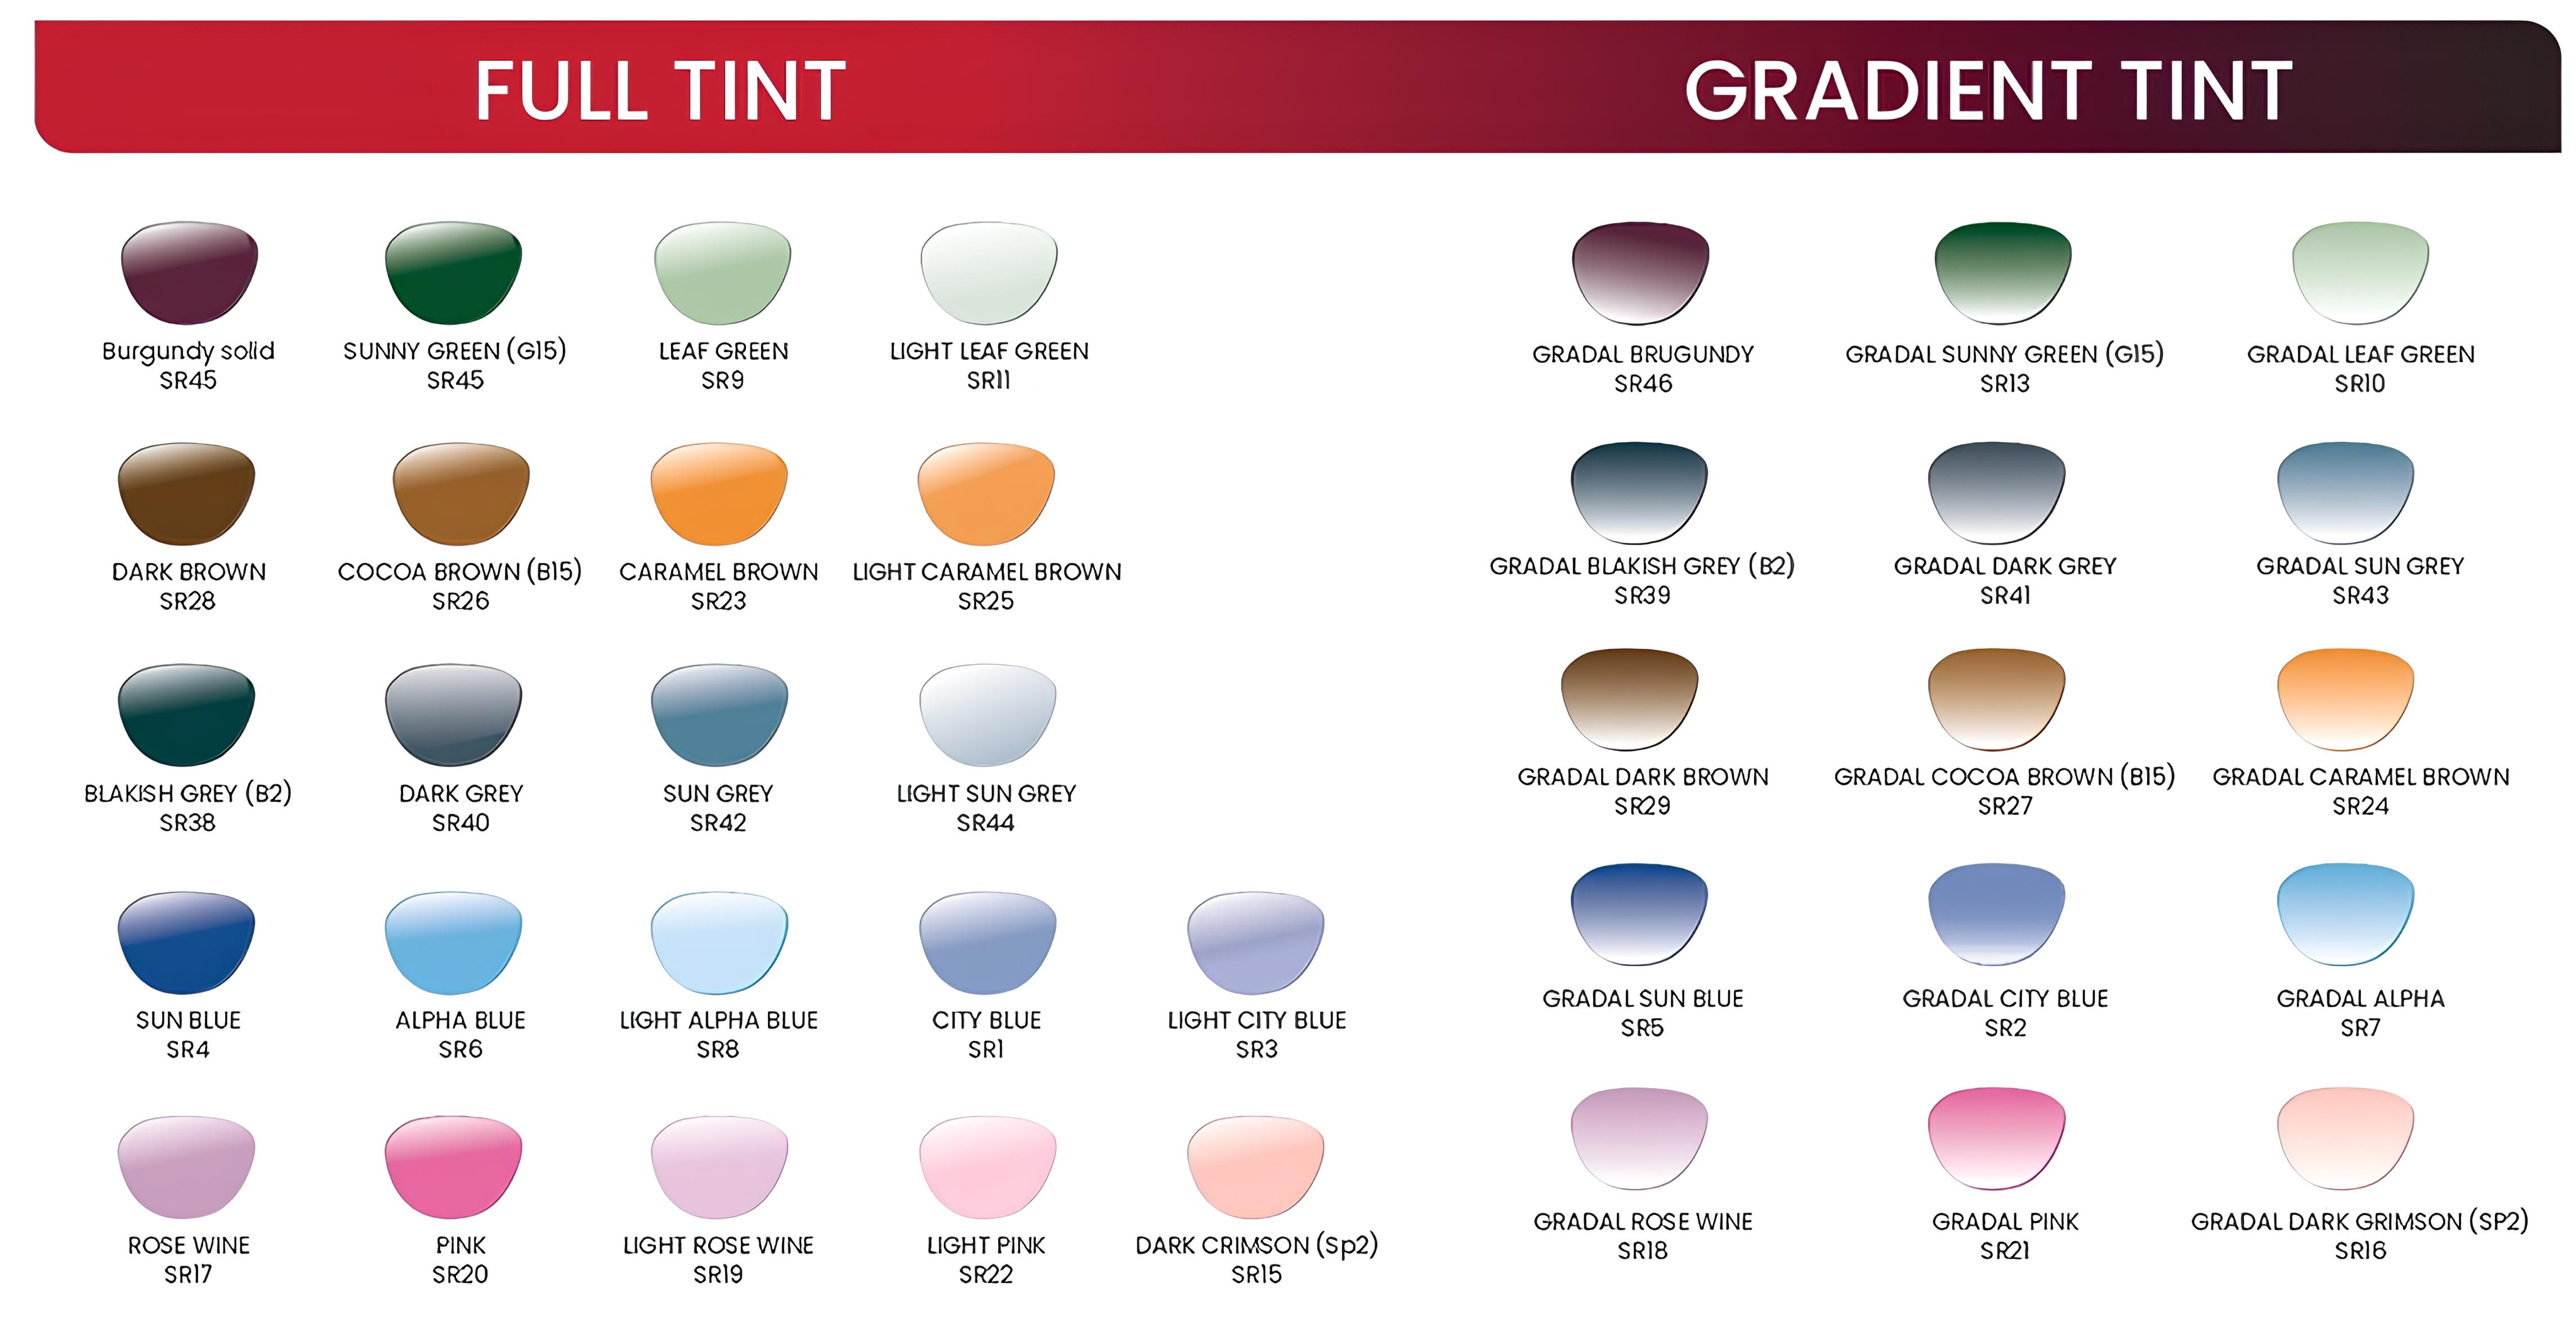 FULL TINT
GRADIENT TINT
Burgundy solid
SR45
SUNNY GREEN (G15)
SR45
LEAF GREEN
SR9
LIGHT LEAF GREEN
SR11
DARK BROWN
SR28
COCOA BROWN (B15)
SR26
CARAMEL BROWN
SR23
LIGHT CARAMEL BROWN
SR25
BLAKISH GREY (B2)
SR38
DARK GREY
SR40
SUN GREY
SR42
LIGHT SUN GREY
SR44
SUN BLUE
SR4
ALPHA BLUE
SR6
LIGHT ALPHA BLUE
SR8
CITY BLUE
SR1
LIGHT CITY BLUE
SR3
ROSE WINE
SR17
PINK
SR20
LIGHT ROSE WINE
SR19
LIGHT PINK
SR22
DARK CRIMSON (Sp2)
SR15
GRADAL BRUGUNDY
SR46
GRADAL SUNNY GREEN (G15)
SR13
GRADAL LEAF GREEN
SR10
GRADAL BLAKISH GREY (B2)
SR39
GRADAL DARK GREY
SR41
GRADAL SUN GREY
SR43
GRADAL DARK BROWN
SR29
GRADAL COCOA BROWN (B15)
SR27
GRADAL CARAMEL BROWN
SR24
GRADAL SUN BLUE
SR5
GRADAL CITY BLUE
SR2
GRADAL ALPHA
SR7
GRADAL ROSE WINE
SR18
GRADAL PINK
SR21
GRADAL DARK GRIMSON (SP2)
SR16